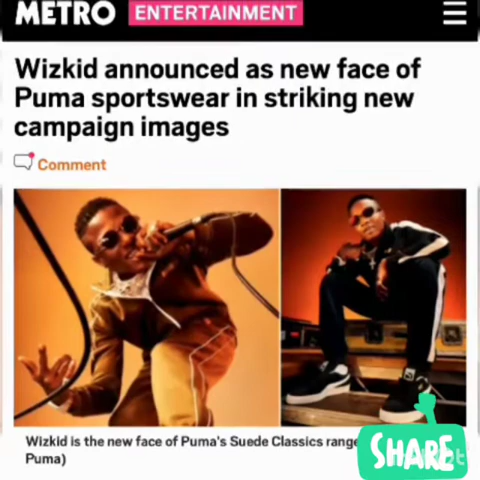 METRO ENTERTAINMENT
Wizkid announced as new face of
Puma sportswear in striking new
campaign images
Comment
Wizkid is the new face of Puma's Suede Classics range
Puma)
SHARE